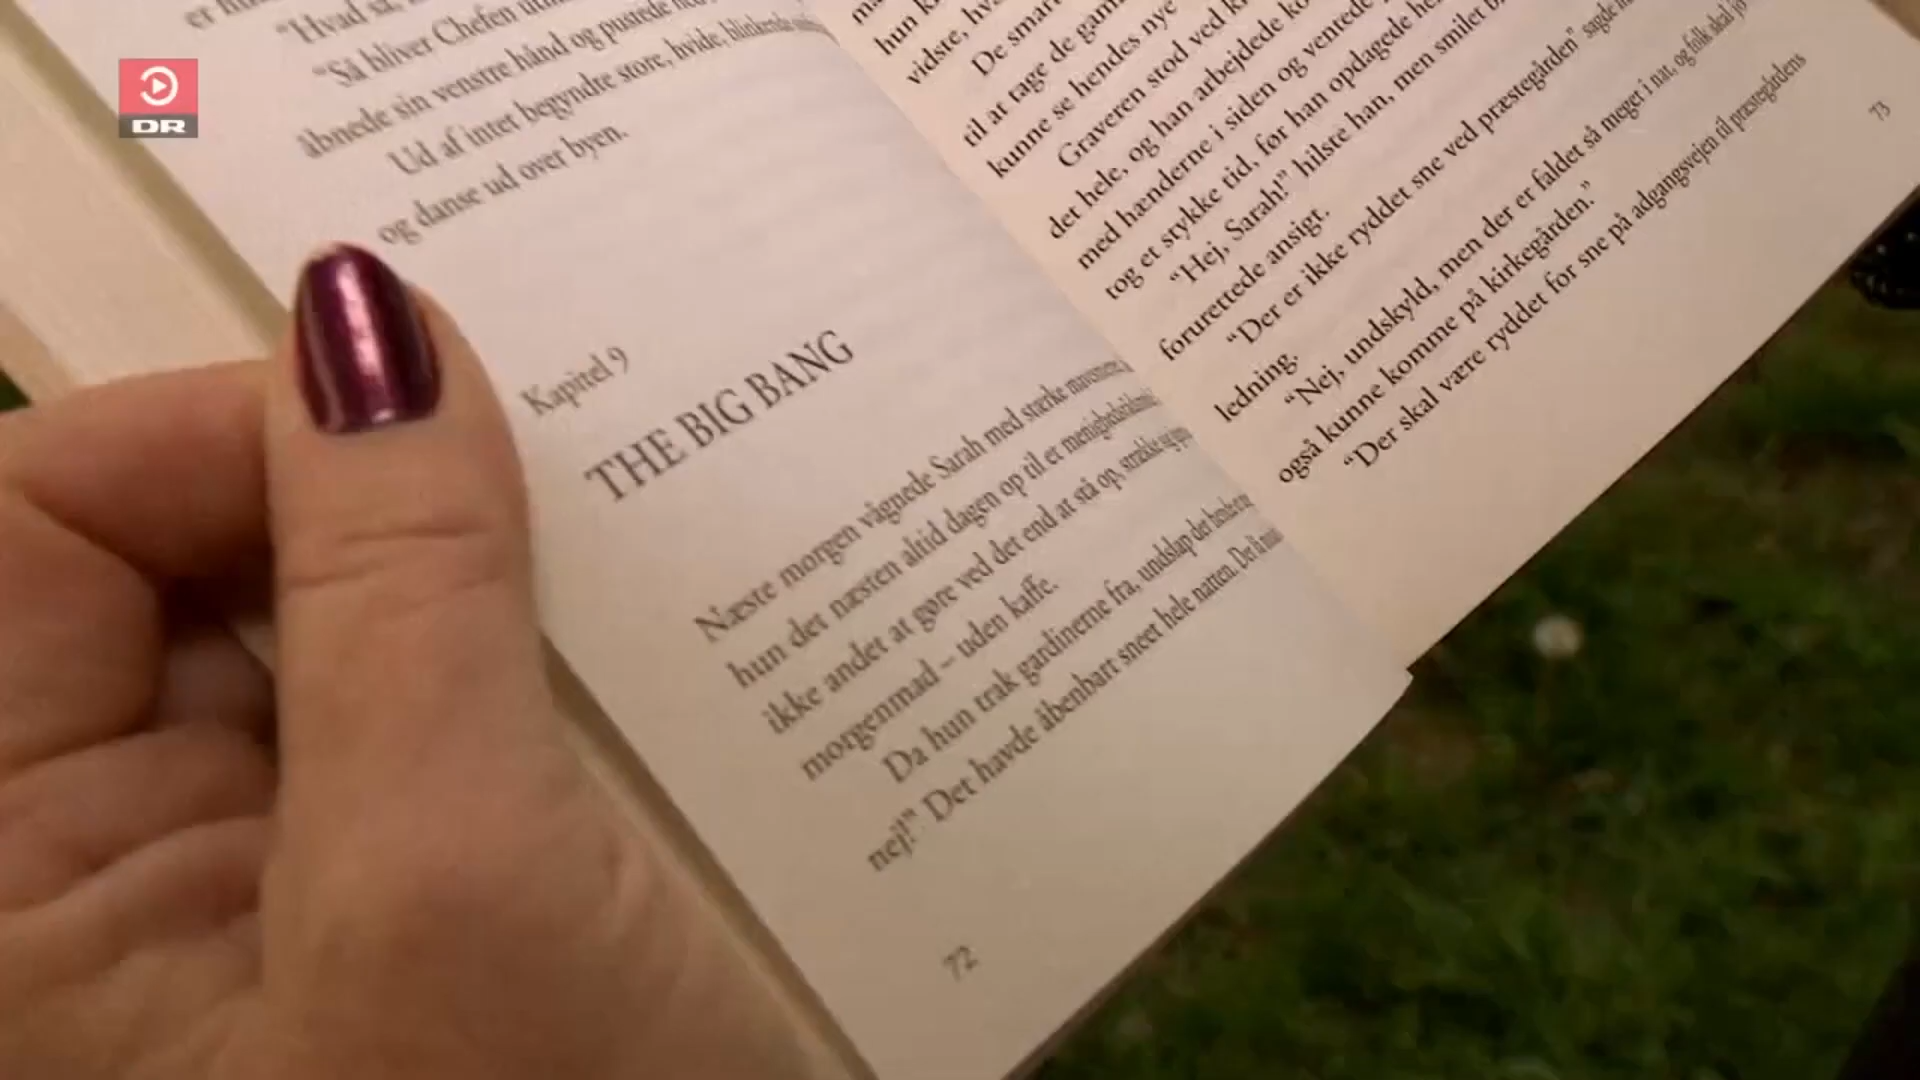 DR
"Hvad så,
"Så bliver Chefen
åbnede sin venstre hånd og pustede
Ud af intet begyndte store, hvide, blinkende
og danse ud over byen.
Kapitel 9
THE BIG BANG
Næste morgen vågnede Sarah med stærke
hun det næsten altid dagen op til et
ikke andet at gøre ved det end at stå op, strække
morgenmad – uden kaffe.
Da hun trak gardinerne fra, undslap det hende
nej!" Det havde åbenbart sneet hele natten. Det lå
72
hun
vidste,
De
til at tage de
kunne se hendes nye
Graveren stod ved
det hele, og han arbejdede
med hænderne i siden og ventede
tog et stykke tid, før han opdagede
"Hej, Sarah!" hilste han, men smilet
forurettede ansigt.
"Der er ikke ryddet sne ved præstegården" sagde
ledning.
"Nej, undskyld, men der er faldet så meget i nat, og folk skal jo
også kunne komme på kirkegården."
"Der skal være ryddet for sne på adgangsvejen til præstegårdens
73